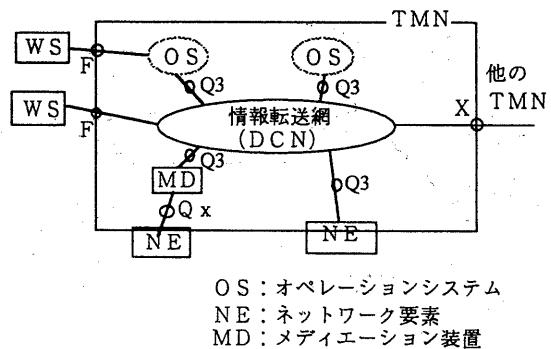 TMN
WS
F
OS
OS
Q3
Q3
他の
TMN
WS
F
情報転送網
(DCN)
X
Q3
MD
Q3
Qx
NE
NE
OS:オペレーションシステム
NE:ネットワーク要素
MD:メディエーション装置